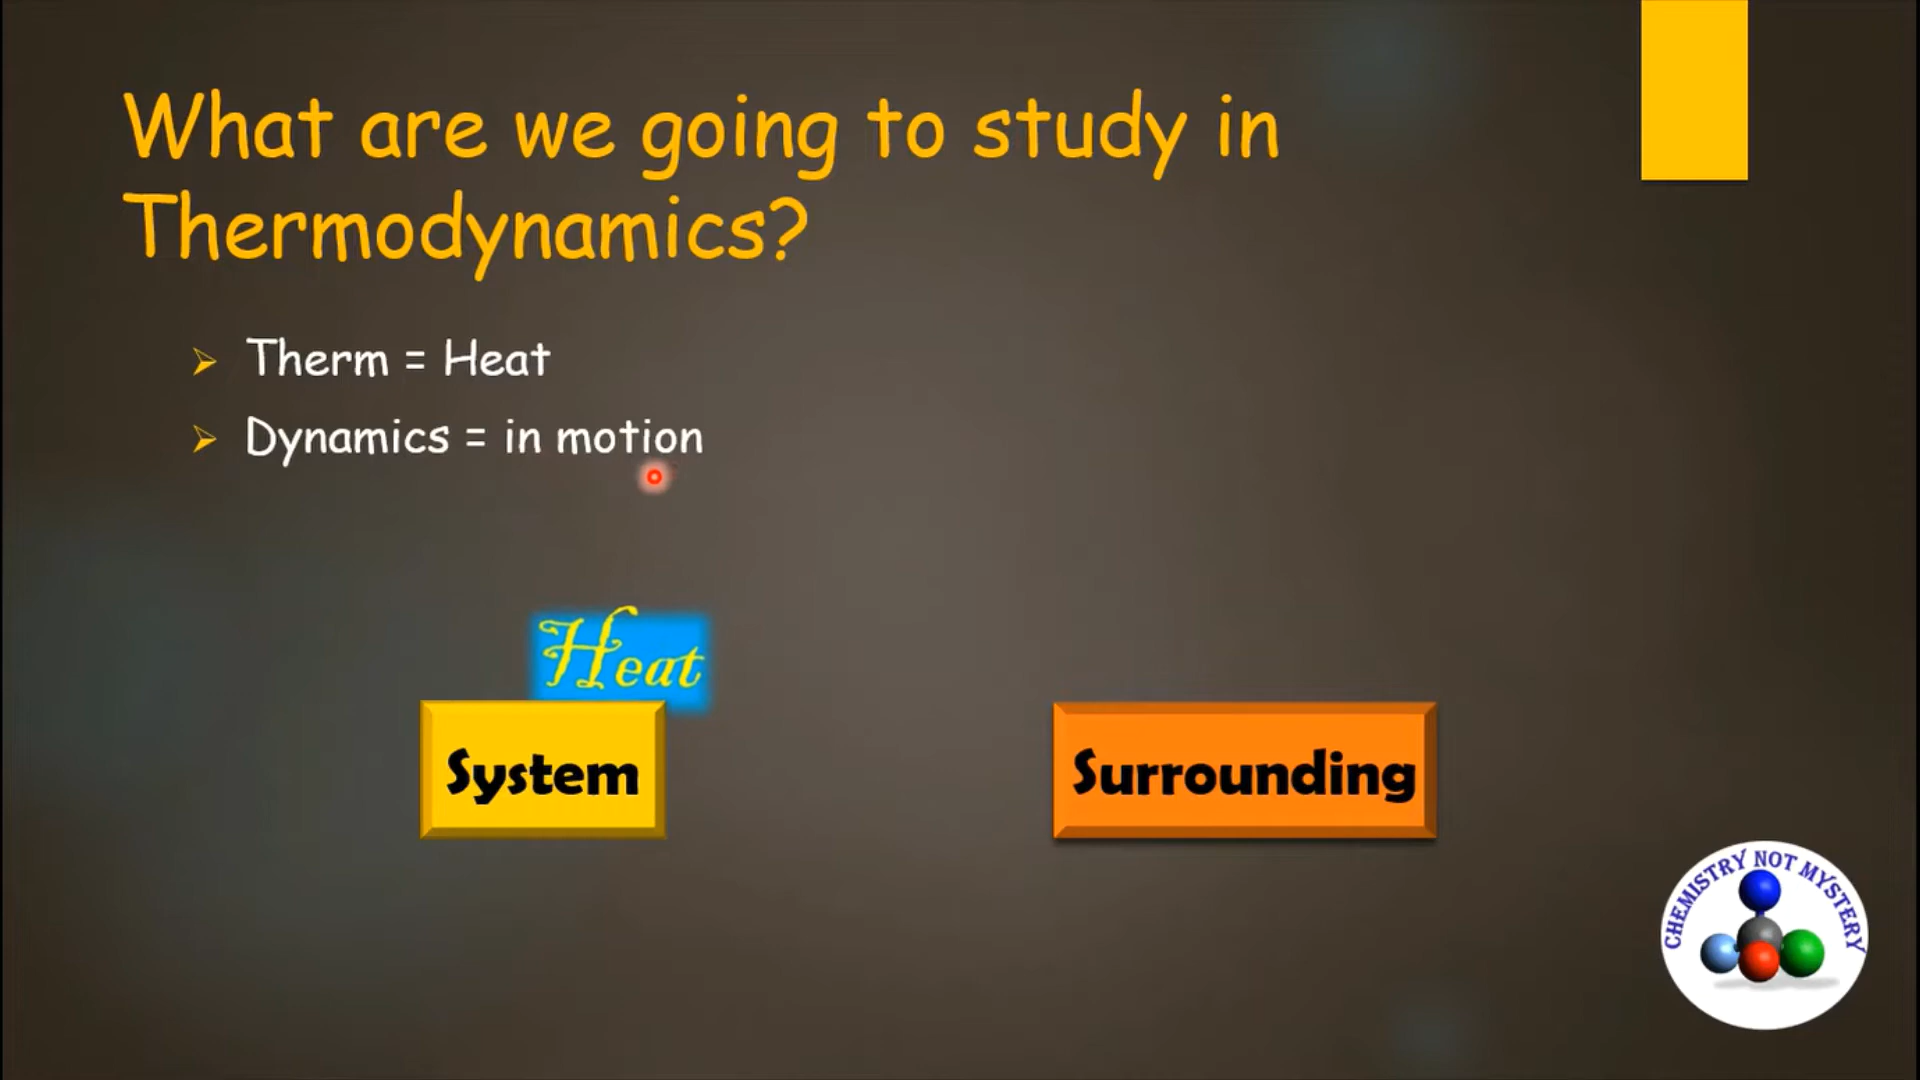 What are we going to study in
Thermodynamics?
Therm = Heat
Dynamics = in motion
Heat
System
Surrounding
CHEMISTRY NOT MYSTERY